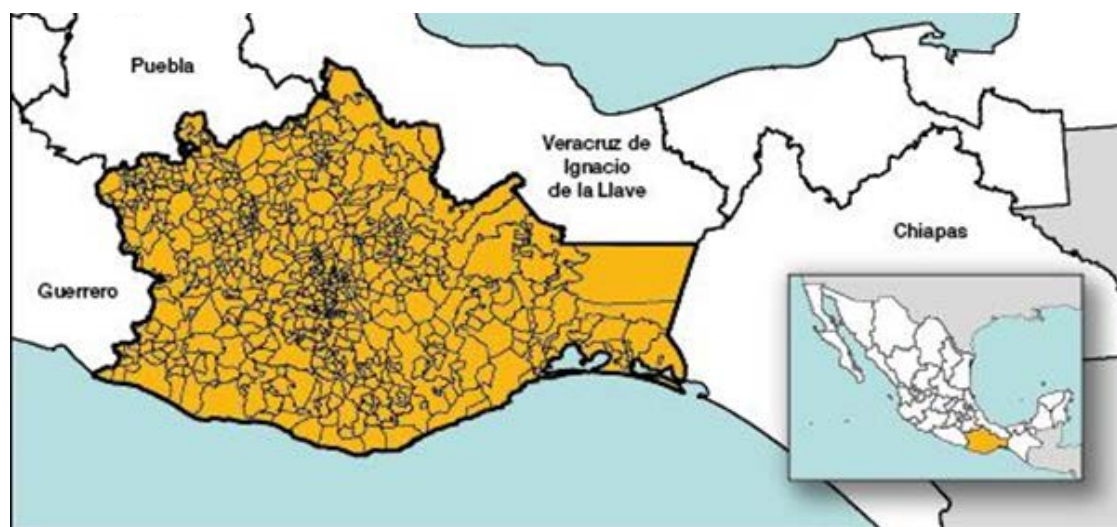 Puebla
Veracruz de
Ignacio
de la Llave
Chiapas
Guerrero